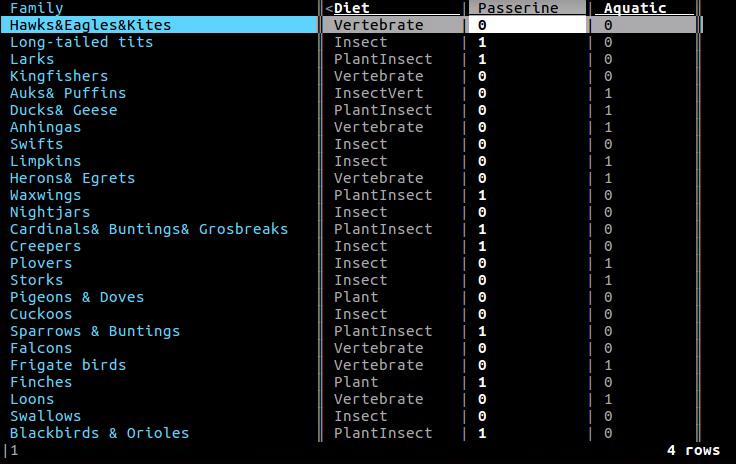 Family <Diet | Passerine | Aquatic
Hawks&Eagles&Kites Vertebrate | 0 | 0
Long-tailed tits Insect | 1 | 0
Larks PlantInsect | 1 | 0
Kingfishers Vertebrate | 0 | 0
Auks& Puffins InsectVert | 0 | 1
Ducks& Geese PlantInsect | 0 | 1
Anhingas Vertebrate | 0 | 1
Swifts Insect | 0 | 0
Limpkins Insect | 0 | 1
Herons& Egrets Vertebrate | 0 | 1
Waxwings PlantInsect | 1 | 0
Nightjars Insect | 0 | 0
Cardinals& Buntings& Grosbreaks PlantInsect | 1 | 0
Creepers Insect | 1 | 0
Plovers Insect | 0 | 1
Storks Insect | 0 | 1
Pigeons & Doves Plant | 0 | 0
Cuckoos Insect | 0 | 0
Sparrows & Buntings PlantInsect | 1 | 0
Falcons Vertebrate | 0 | 0
Frigate birds Vertebrate | 0 | 1
Finches Plant | 1 | 0
Loons Vertebrate | 0 | 1
Swallows Insect | 0 | 0
Blackbirds & Orioles PlantInsect | 1 | 0
|1 4 rows